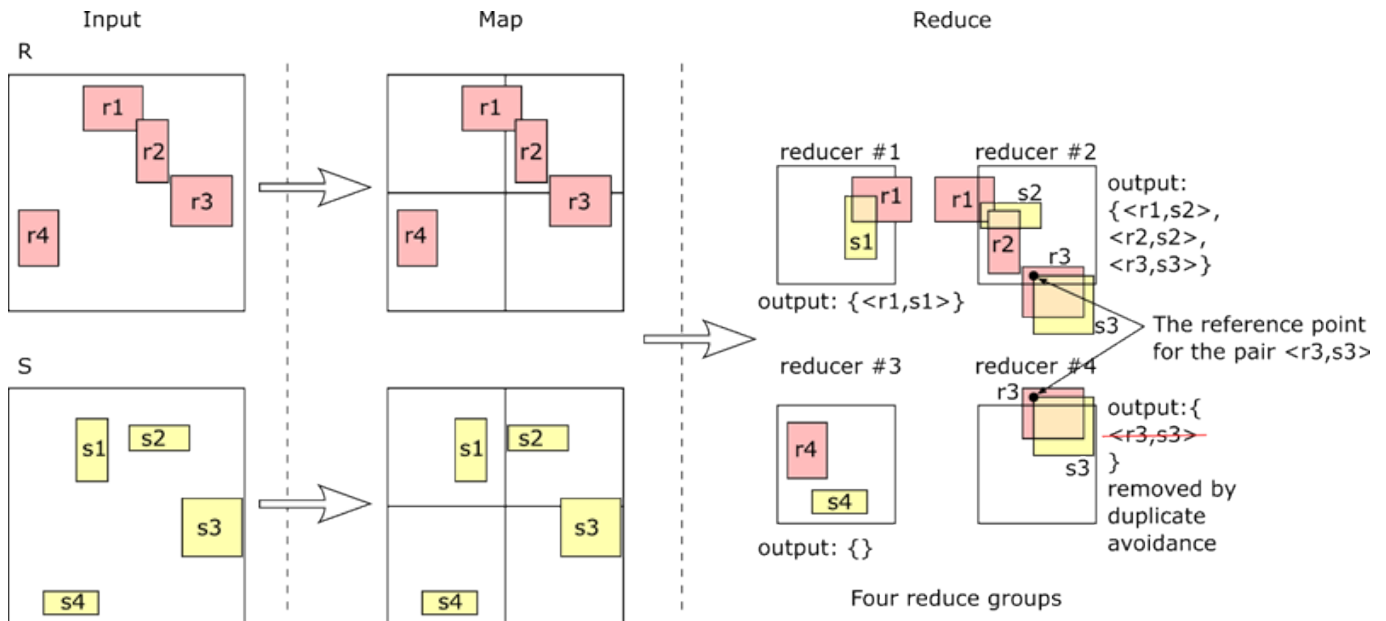 Input
Map
Reduce
R
r1
r2
r3
r4
r1
r2
r3
r4
reducer #1
r1
s1
output: {<r1,s1>}
reducer #2
r1
s2
r2
r3
s3
output:
{<r1,s2>,
<r2,s2>,
<r3,s3>}
The reference point
for the pair <r3,s3>
S
s1
s2
s3
s4
s1
s2
s3
s4
reducer #3
r4
s4
output: {}
reducer #4
r3
s3
output:{
<r3,s3>
}
removed by
duplicate
avoidance
Four reduce groups